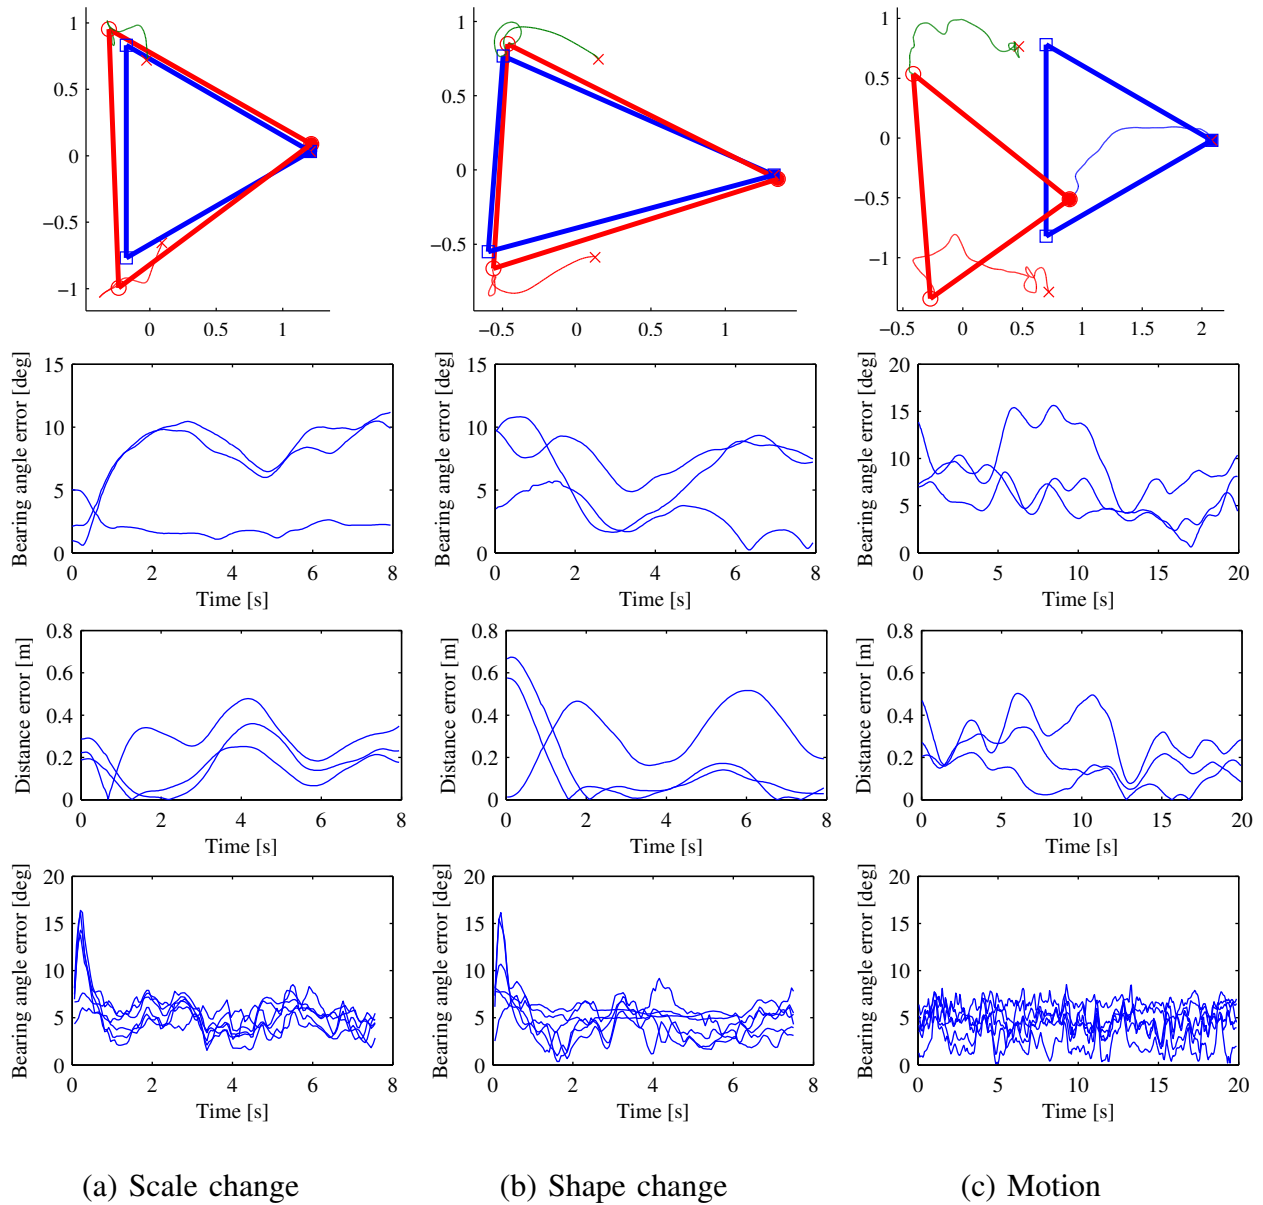 1
0.5
0
−0.5
−1
0
1
1
0.5
0
−0.5
−0.5
0
0.5
1
1
0.5
0
−0.5
−1
−0.5
0
0.5
1
1.5
2
Bearing angle error [deg]
15
10
5
0
0 2 4 6 8
Time [s]
Bearing angle error [deg]
15
10
5
0
0 2 4 6 8
Time [s]
Bearing angle error [deg]
20
15
10
5
0
0 5 10 15 20
Time [s]
Distance error [m]
0.8
0.6
0.4
0.2
0
0 2 4 6 8
Time [s]
Distance error [m]
0.8
0.6
0.4
0.2
0
0 2 4 6 8
Time [s]
Distance error [m]
0.8
0.6
0.4
0.2
0
0 5 10 15 20
Time [s]
Bearing angle error [deg]
20
15
10
5
0
0 2 4 6 8
Time [s]
Bearing angle error [deg]
20
15
10
5
0
0 2 4 6 8
Time [s]
Bearing angle error [deg]
20
15
10
5
0
0 5 10 15 20
Time [s]
(a) Scale change
(b) Shape change
(c) Motion